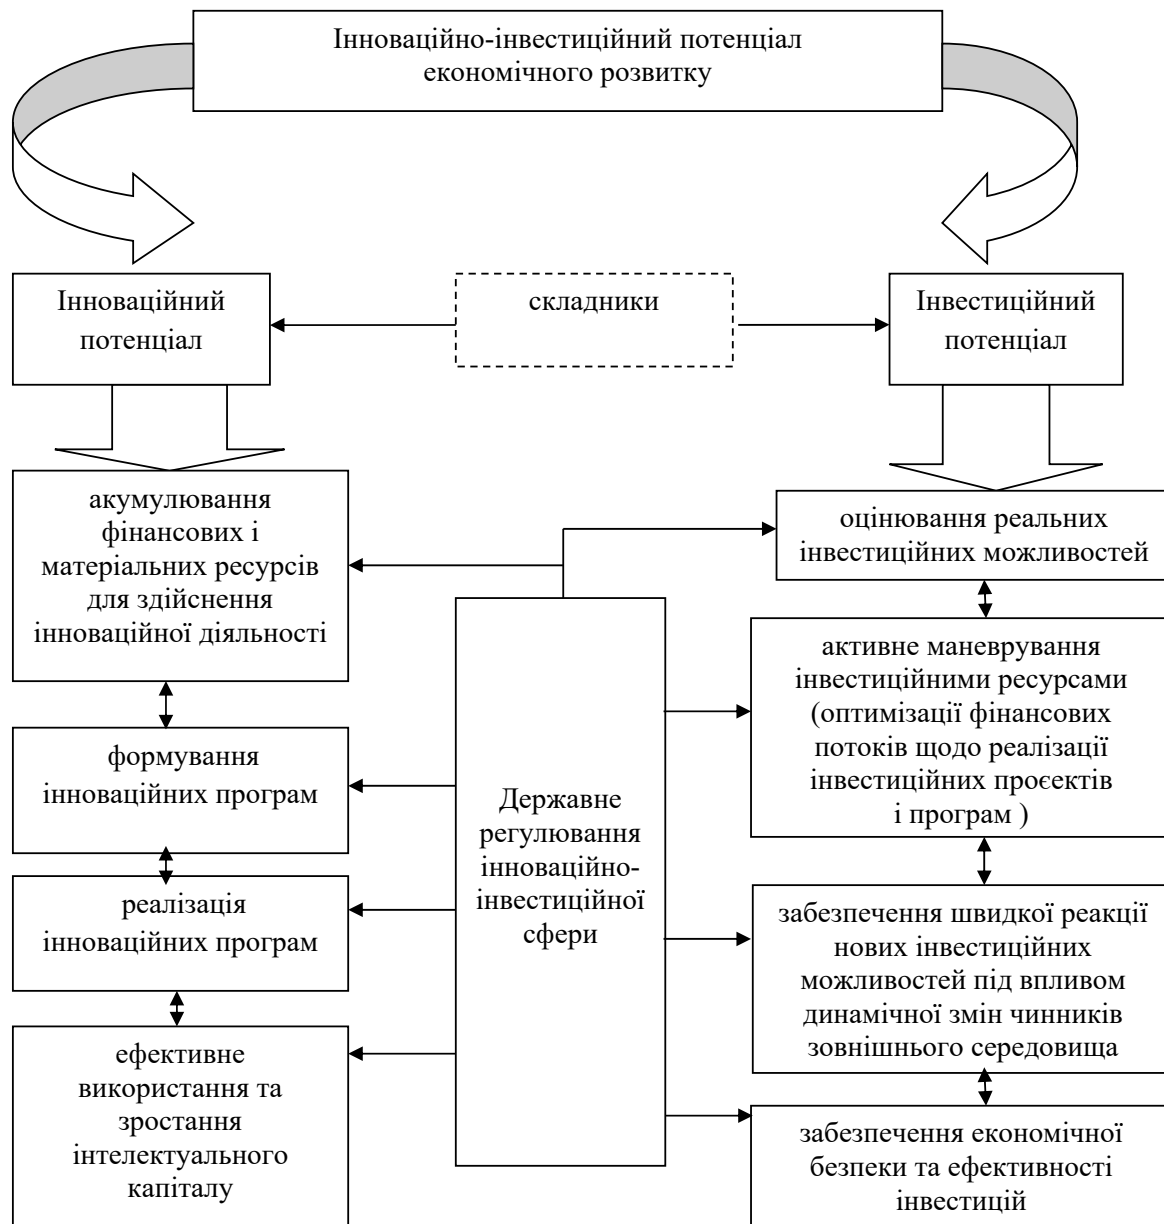 Інноваційно-інвестиційний потенціал
економічного розвитку
Інноваційний
потенціал
складники
Інвестиційний
потенціал
акумулювання
фінансових і
матеріальних ресурсів
для здійснення
інноваційної діяльності
формування
інноваційних програм
реалізація
інноваційних програм
ефективне
використання та
зростання
інтелектуального
капіталу
Державне
регулювання
інноваційно-
інвестиційної
сфери
оцінювання реальних
інвестиційних можливостей
активне маневрування
інвестиційними ресурсами
(оптимізації фінансових
потоків щодо реалізації
інвестиційних проєектів
і програм )
забезпечення швидкої реакції
нових інвестиційних
можливостей під впливом
динамічної змін чинників
зовнішнього середовища
забезпечення економічної
безпеки та ефективності
інвестицій